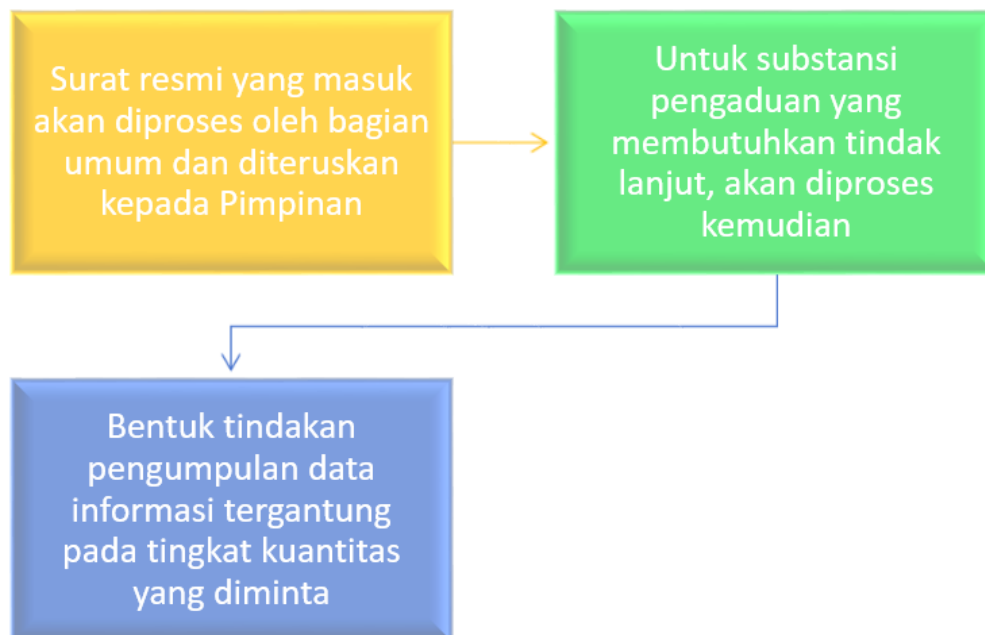 Surat resmi yang masuk
akan diproses oleh bagian
umum dan diteruskan
kepada Pimpinan
Untuk substansi
pengaduan yang
membutuhkan tindak
lanjut, akan diproses
kemudian
Bentuk tindakan
pengumpulan data
informasi tergantung
pada tingkat kuantitas
yang diminta